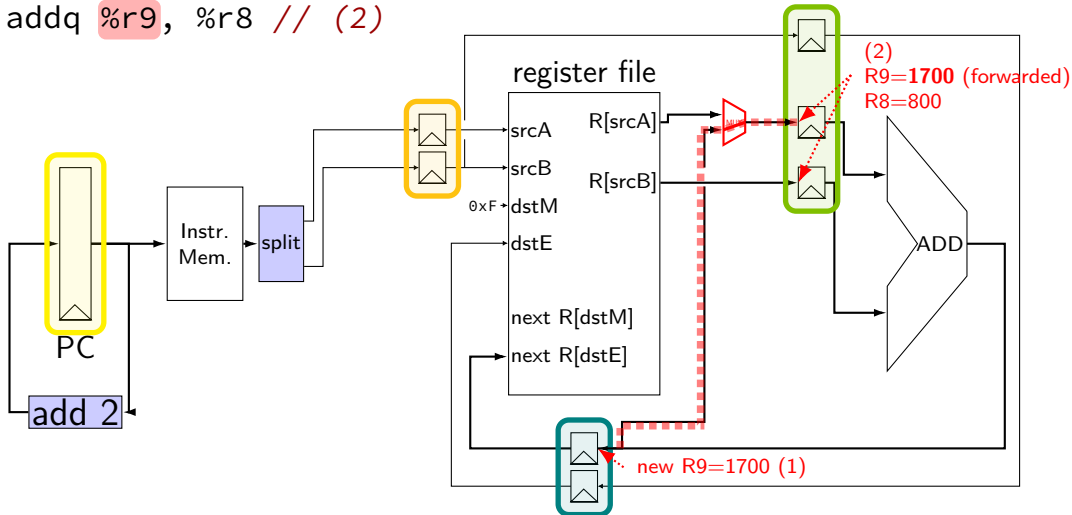 addq %r9, %r8 // (2)
register file
(2)
R9=1700 (forwarded)
R8=800
srcA
R[srcA]
MUX
srcB
R[srcB]
0xF
dstM
dstE
Instr.
Mem.
split
ADD
PC
next R[dstM]
next R[dstE]
add 2
new R9=1700 (1)